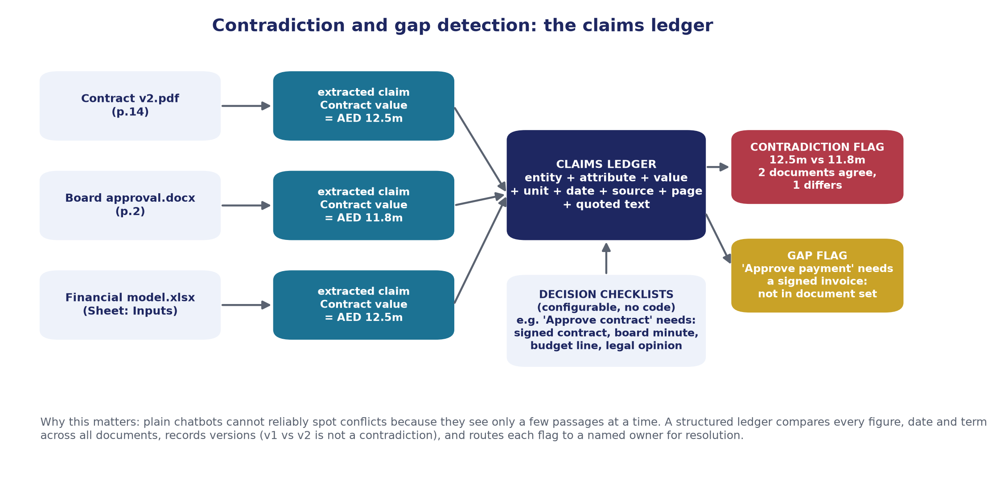 Contradiction and gap detection: the claims ledger
Contract v2.pdf
(p.14)
extracted claim
Contract value
= AED 12.5m
Board approval.docx
(p.2)
extracted claim
Contract value
= AED 11.8m
Financial model.xlsx
(Sheet: Inputs)
extracted claim
Contract value
= AED 12.5m
CLAIMS LEDGER
entity + attribute + value
+ unit + date + source + page
+ quoted text
DECISION CHECKLISTS
(configurable, no code)
e.g. 'Approve contract' needs:
signed contract, board minute,
budget line, legal opinion
CONTRADICTION FLAG
12.5m vs 11.8m
2 documents agree,
1 differs
GAP FLAG
'Approve payment' needs
a signed invoice:
not in document set
Why this matters: plain chatbots cannot reliably spot conflicts because they see only a few passages at a time. A structured ledger compares every figure, date and term
across all documents, records versions (v1 vs v2 is not a contradiction), and routes each flag to a named owner for resolution.